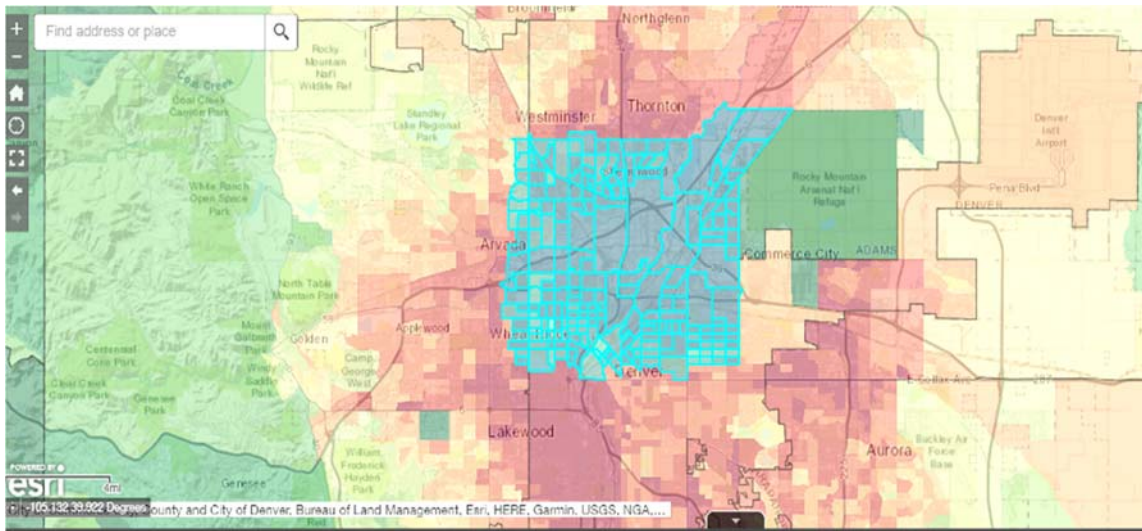 Broomfield
Northglenn
+
Find address or place
−
Rocky
Mountain
Nat'l
Wildlife Ref
Coal Creek
Coal Creek
Canyon Park
Standley
Lake Regional
Park
Thornton
Westminster
Denver
Int'l
Airport
White Ranch
Open Space
Park
Rocky Mountain
Arsenal Nat'l
Refuge
Pena Blvd
DENVER
Arvada
Commerce City
ADAMS
North Table
Mountain Park
Applewood
Golden
Mount
Galbraith
Park
Centennial
Cone Park
Camp
George
West
Windy
Saddle
Park
Clear Creek
Canyon Park
Genesee
Park
Denver
E Colfax Ave
Lakewood
Aurora
Buckley Air
Force
Base
William
Frederick
Hayden
Park
POWERED BY
esri
4mi
Genesee
-105.132 39.922 Degrees
County and City of Denver, Bureau of Land Management, Esri, HERE, Garmin, USGS, NGA,...